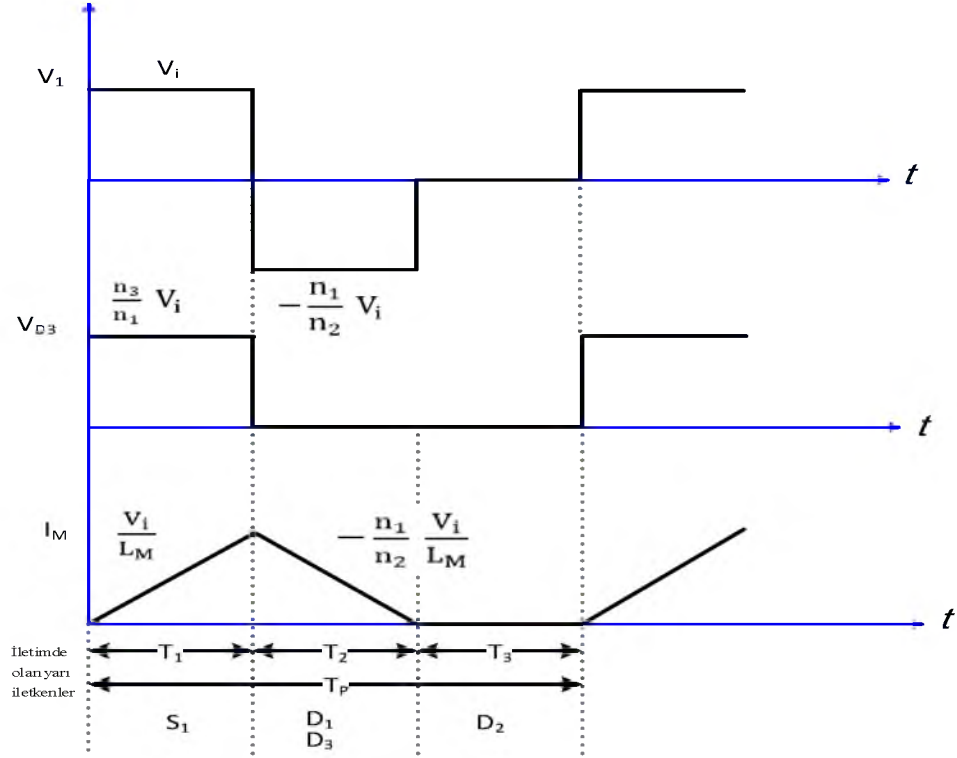 V₁
Vᵢ
t
n₃/n₁ Vᵢ
−n₁/n₂ Vᵢ
V_D3
t
I_M
Vᵢ/L_M
−n₁/n₂ Vᵢ/L_M
t
İletimde
olan yarı
iletkenler
T₁
T₂
T₃
Tₚ
S₁
D₁
D₂
D₃